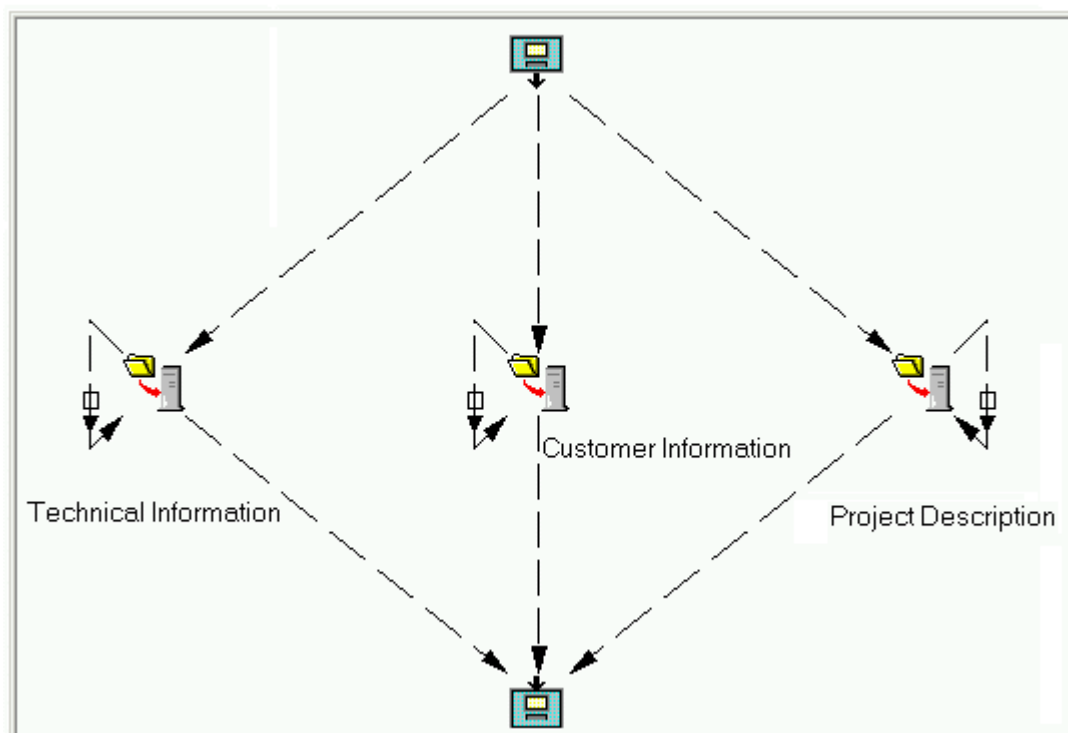 Customer Information
Technical Information
Project Description